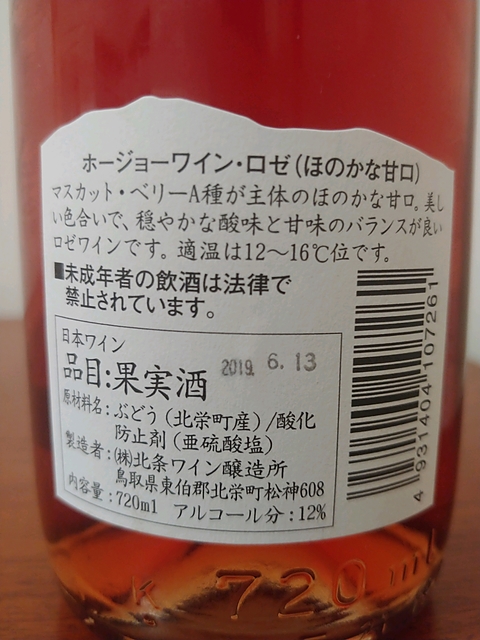 ホージョーワイン・ロゼ(ほのかな甘口)
マスカット・ベリーA種が主体のほのかな甘口。美し
い色合いで、穏やかな酸味と甘味のバランスが良い
ロゼワインです。適温は12〜16℃位です。
■未成年者の飲酒は法律で
禁止されています。
日本ワイン
品目:果実酒 2019. 6.13
原材料名:ぶどう(北栄町産)/酸化
防止剤(亜硫酸塩)
製造者:(株)北条ワイン醸造所
鳥取県東伯郡北栄町松神608
内容量:720ml アルコール分:12%
4931404107261
K 720ml